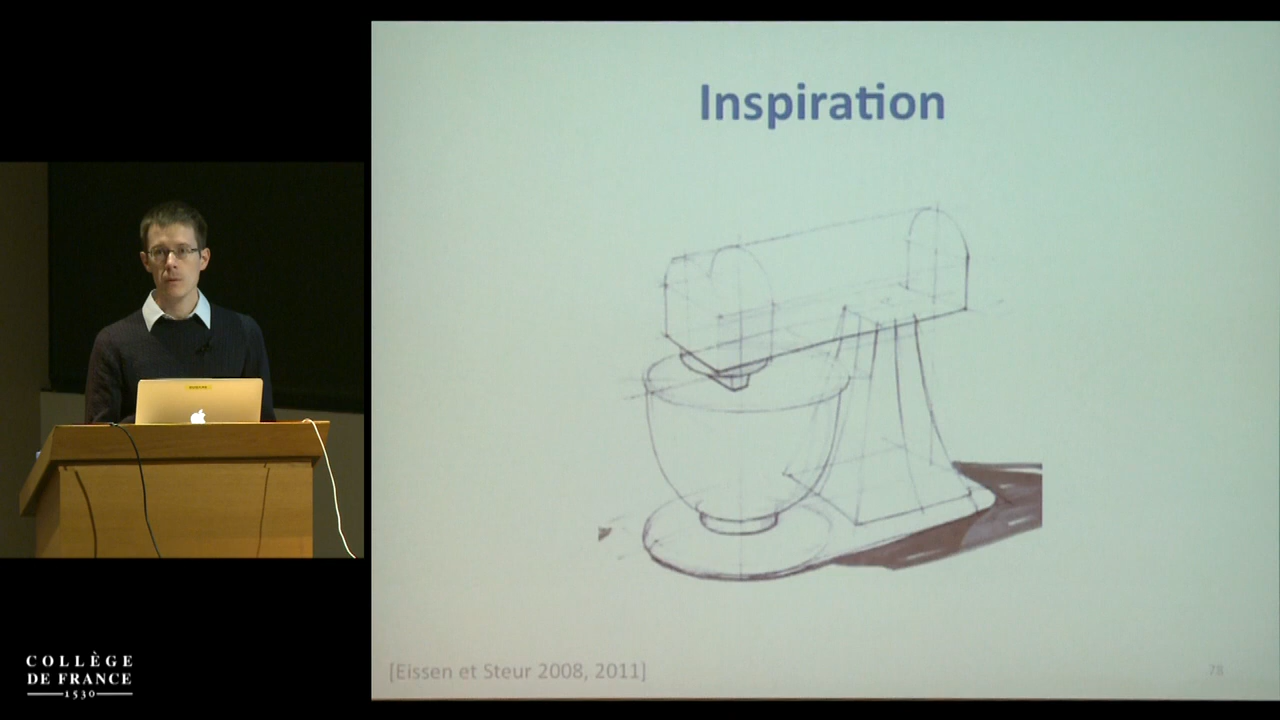 Inspiration
[Eissen et Steur 2008, 2011]
78
COLLÈGE
DE FRANCE
1530